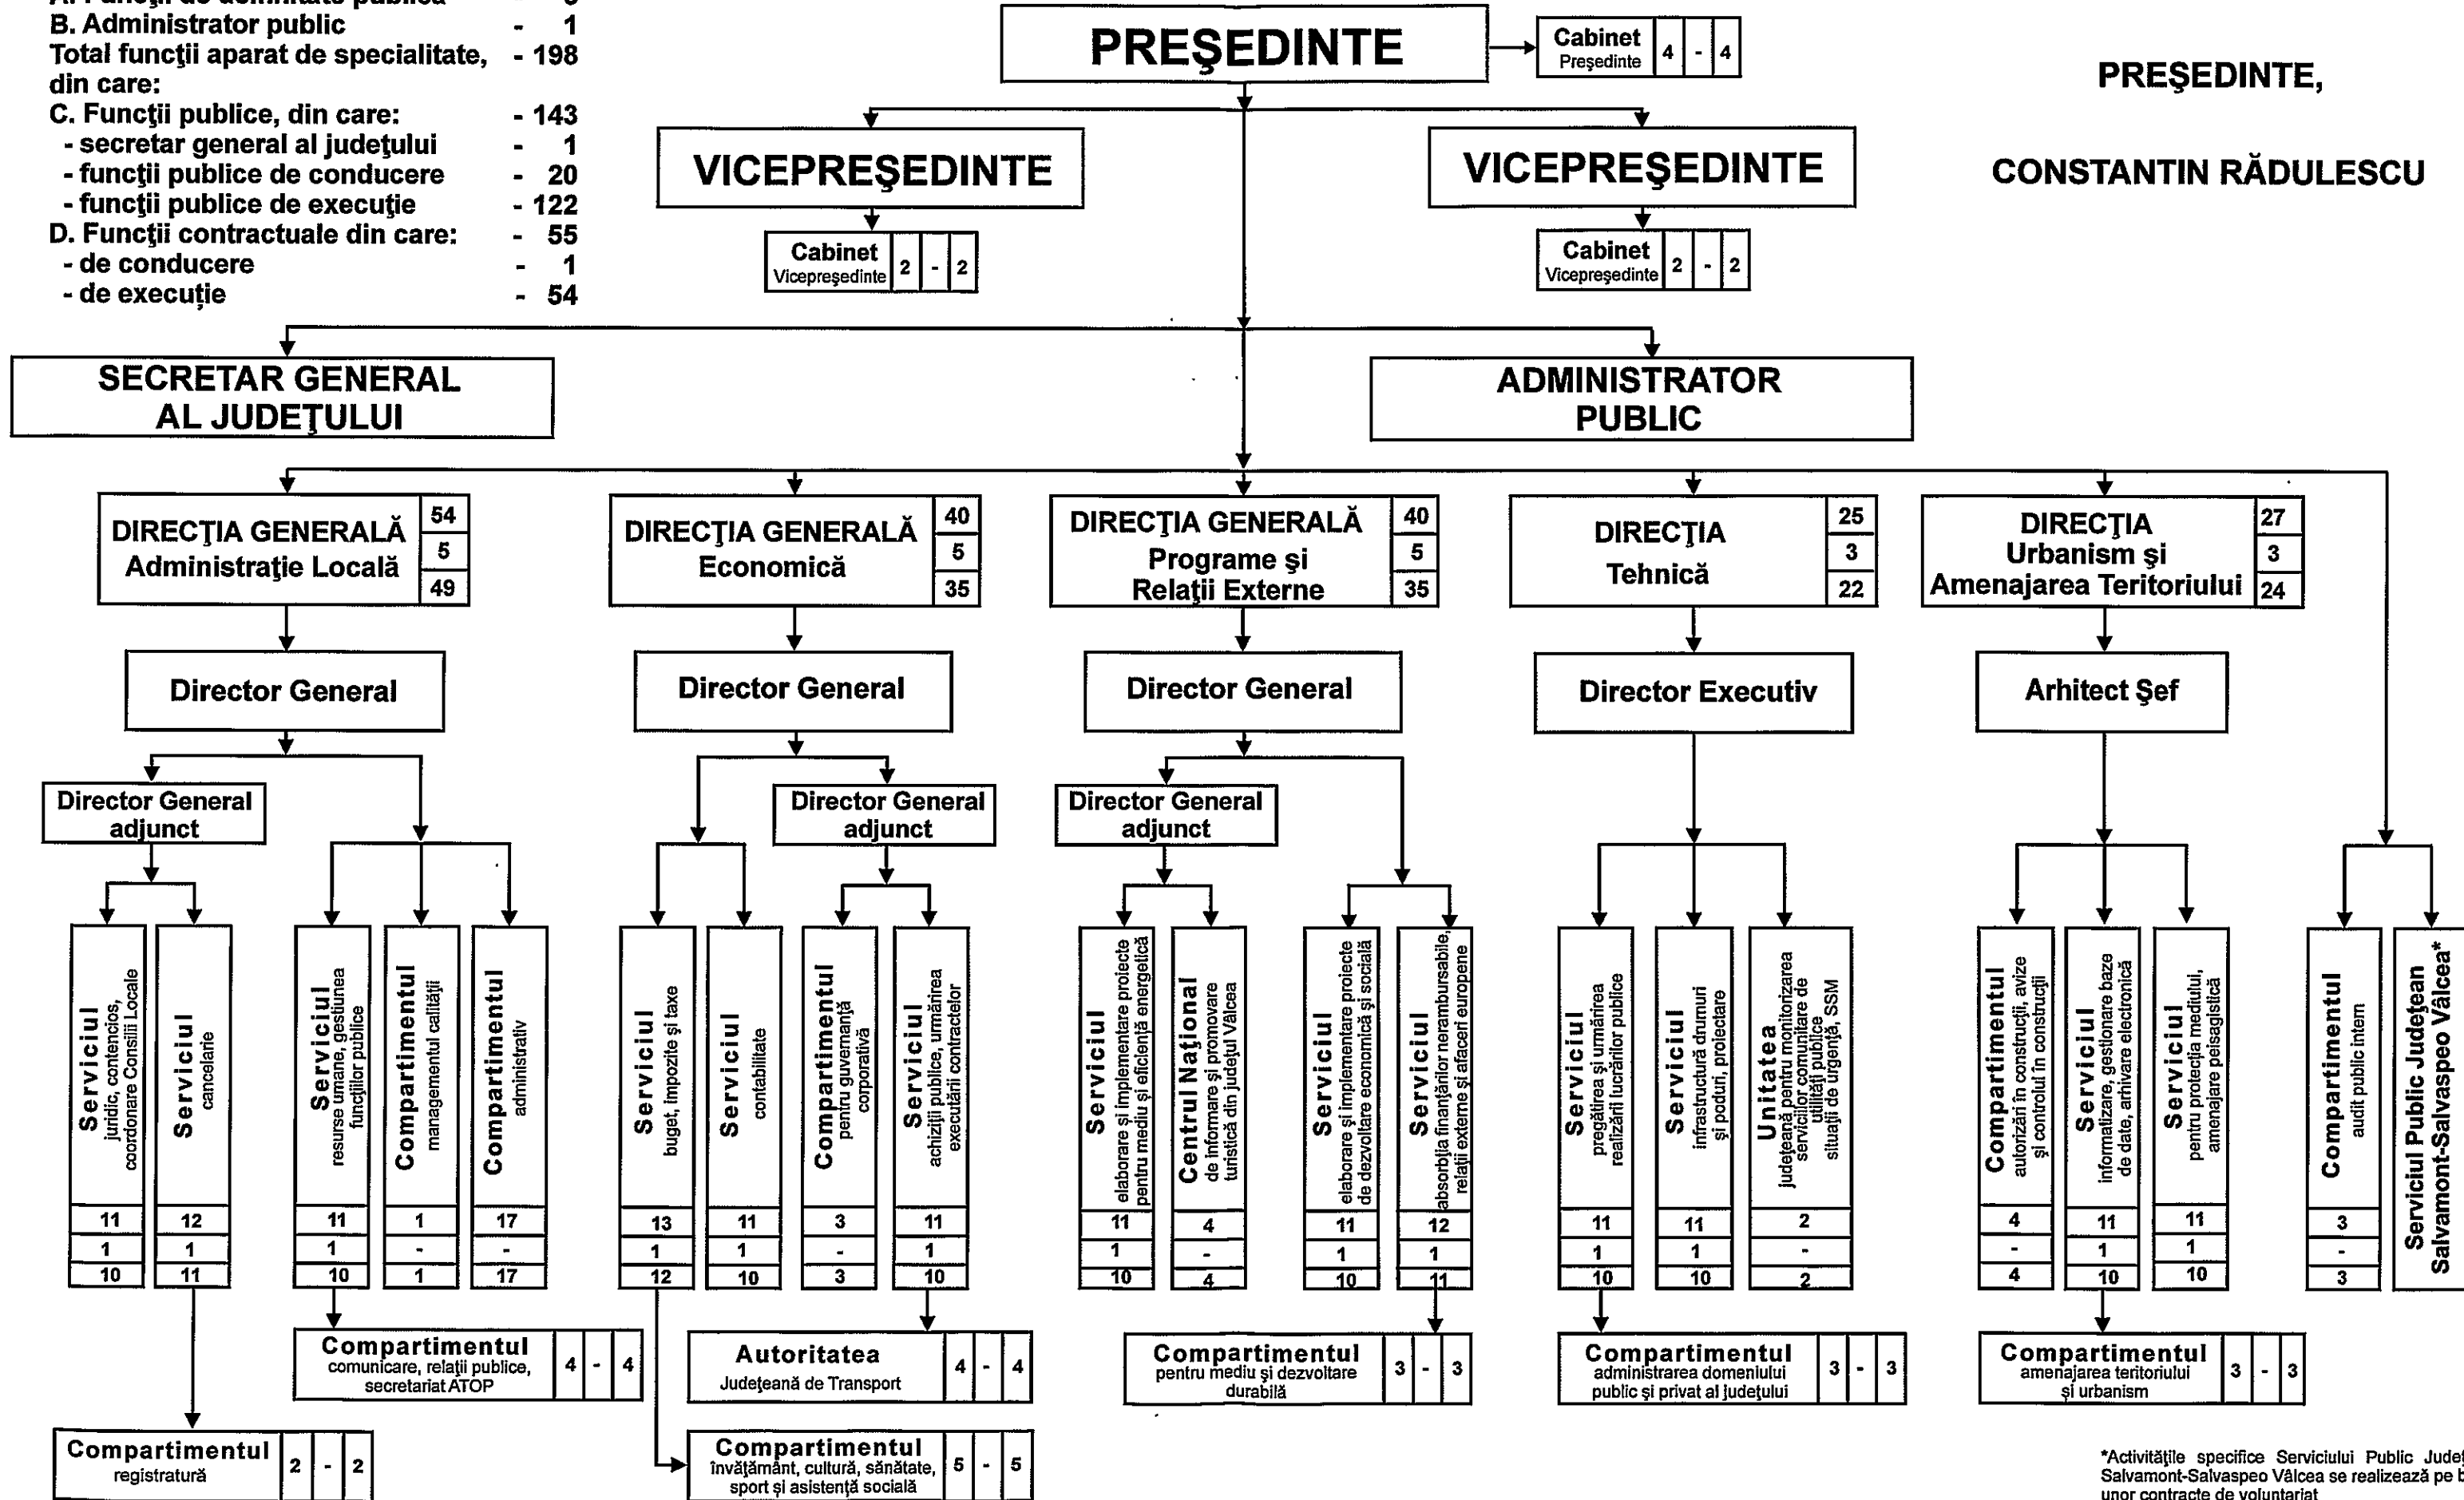 B. Administrator public - 1
Total funcţii aparat de specialitate, - 198
din care:
C. Funcţii publice, din care: - 143
- secretar general al judeţului - 1
- funcţii publice de conducere - 20
- funcţii publice de execuţie - 122
D. Funcţii contractuale din care: - 55
- de conducere - 1
- de execuție - 54
PREŞEDINTE
Cabinet
Preşedinte
4 - 4
PREŞEDINTE,
CONSTANTIN RĂDULESCU
VICEPREŞEDINTE
VICEPREŞEDINTE
Cabinet
Vicepreşedinte
2 - 2
Cabinet
Vicepreşedinte
2 - 2
SECRETAR GENERAL
AL JUDEŢULUI
ADMINISTRATOR
PUBLIC
DIRECŢIA GENERALĂ
Administraţie Locală
54
5
49
DIRECŢIA GENERALĂ
Economică
40
5
35
DIRECŢIA GENERALĂ
Programe şi
Relaţii Externe
40
5
35
DIRECŢIA
Tehnică
25
3
22
DIRECŢIA
Urbanism şi
Amenajarea Teritoriului
27
3
24
Director General
Director General
Director General
Director Executiv
Arhitect Şef
Director General
adjunct
Director General
adjunct
Director General
adjunct
Serviciul
juridic, contencios,
coordonare Consilii Locale
11
1
10
Serviciul
cancelarie
12
1
11
Serviciul
resurse umane, gestiunea
funcţiilor publice
11
1
10
Compartimentul
managementul calităţii
1
-
1
Compartimentul
administrativ
17
-
17
Serviciul
buget, impozite şi taxe
13
1
12
Serviciul
contabilitate
11
1
10
Compartimentul
pentru guvernanţă
corporativă
3
-
3
Serviciul
achiziţii publice, urmărirea
executării contractelor
11
1
10
Serviciul
elaborare şi implementare proiecte
pentru mediu şi eficienţă energetică
11
1
10
Centrul Naţional
de informare şi promovare
turistică din judeţul Vâlcea
4
-
4
Serviciul
elaborare şi implementare proiecte
de dezvoltare economică şi socială
11
1
10
Serviciul
absorbţia finanţărilor nerambursabile,
relaţii externe şi afaceri europene
12
1
11
Serviciul
pregătirea şi urmărirea
realizării lucrărilor publice
11
1
10
Serviciul
infrastructură drumuri
şi poduri, proiectare
11
1
10
Unitatea
judeţeană pentru monitorizarea
serviciilor comunitare de
utilităţi publice
situaţii de urgenţă, SSM
2
-
2
Compartimentul
autorizări în construcţii, avize
şi controlul în construcţii
4
-
4
Serviciul
informatizare, gestionare baze
de date, arhivare electronică
11
1
10
Serviciul
pentru protecţia mediului,
amenajare peisagistică
11
1
10
Compartimentul
audit public intern
3
-
3
Serviciul Public Judeţean
Salvamont-Salvaspeo Vâlcea*
Compartimentul
comunicare, relaţii publice,
secretariat ATOP
4 - 4
Autoritatea
Judeţeană de Transport
4 - 4
Compartimentul
pentru mediu şi dezvoltare
durabilă
3 - 3
Compartimentul
administrarea domeniului
public şi privat al judeţului
3 - 3
Compartimentul
amenajarea teritoriului
şi urbanism
3 - 3
Compartimentul
registratură
2 - 2
Compartimentul
învăţământ, cultură, sănătate,
sport și asistenţă socială
5 - 5
*Activităţile specifice Serviciului Public
Salvamont-Salvaspeo Vâlcea se realizează pe
unor contracte de voluntariat